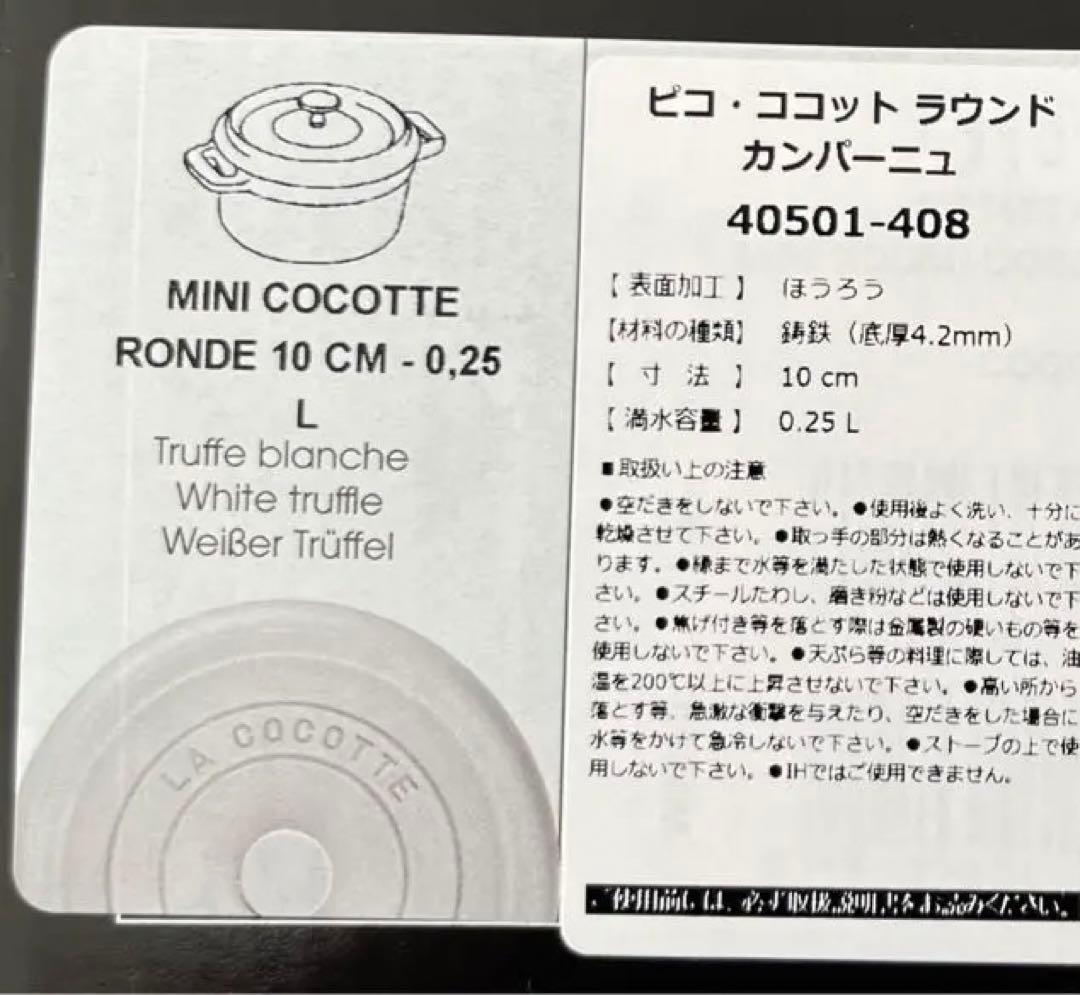 MINI COCOTTE
RONDE 10 CM - 0,25
L
Truffe blanche
White truffle
Weißer Trüffel
LA COCOTTE
ピコ・ココット ラウンド
カンパーニュ
40501-408
【 表面加工 】 ほうろう
【材料の種類】 鋳鉄（底厚4.2mm）
【 寸 法 】 10 cm
【 満水容量 】 0.25 L
■取扱い上の注意
●空だきをしないで下さい。●使用後よく洗い、十分に
乾燥させて下さい。●取っ手の部分は熱くなることがあ
ります。●縁まで水等を満たした状態で使用しないで下
さい。●スチールたわし、磨き粉などは使用しないで下
さい。●焦げ付き等を落とす際は金属製の硬いもの等を
使用しないで下さい。●天ぷら等の料理に際しては、油
温を200℃以上に上昇させないで下さい。●高い所から
落とす等、急激な衝撃を与えたり、空だきをした場合に
水等をかけて急冷しないで下さい。●ストーブの上で使
用しないで下さい。●IHではご使用できません。
ご使用前には、必ず取扱説明書をお読みください。